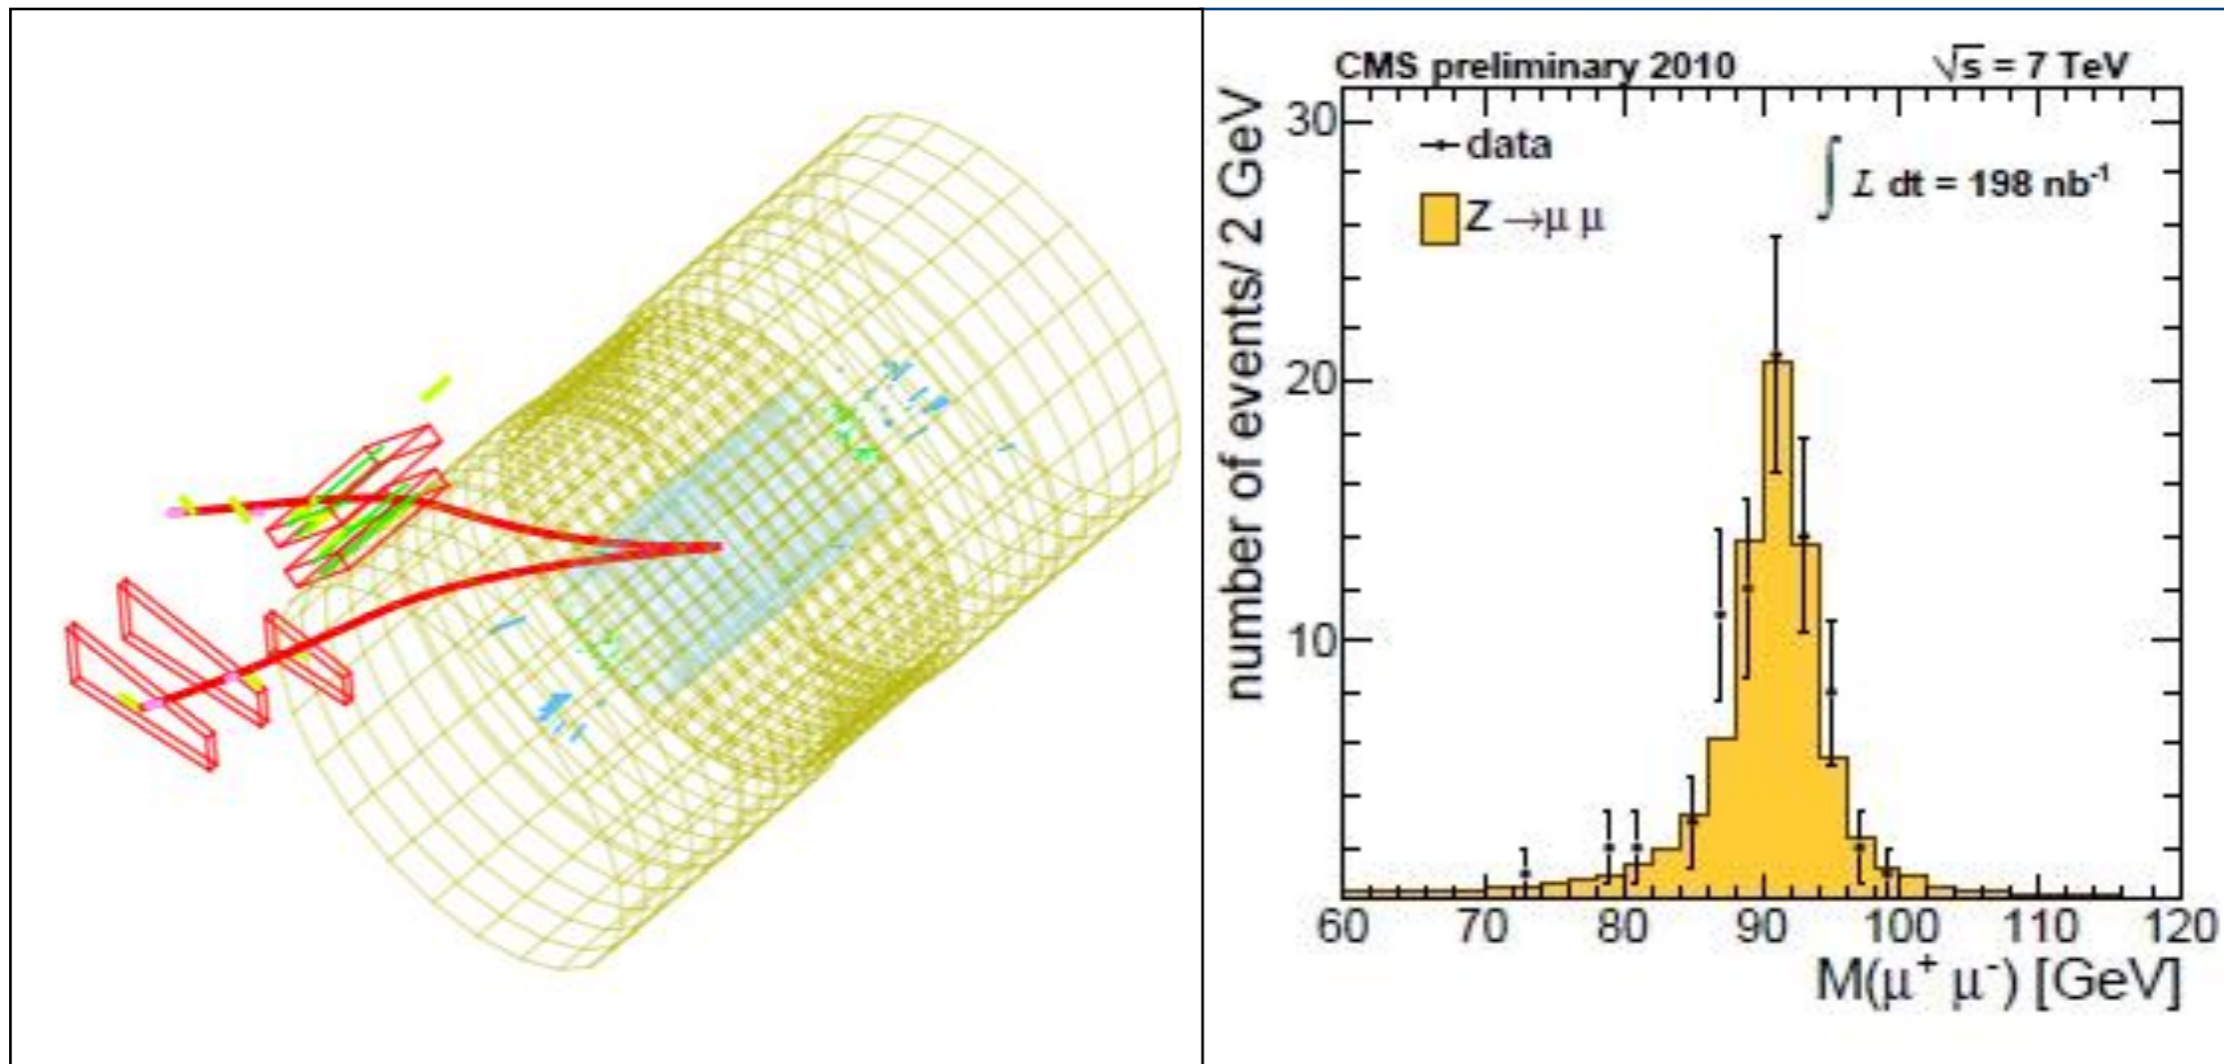 CMS preliminary 2010
√s = 7 TeV
number of events/ 2 GeV
30
20
10
data
Z →μ μ
∫ L dt = 198 nb⁻¹
60 70 80 90 100 110 120
M(μ⁺ μ⁻) [GeV]